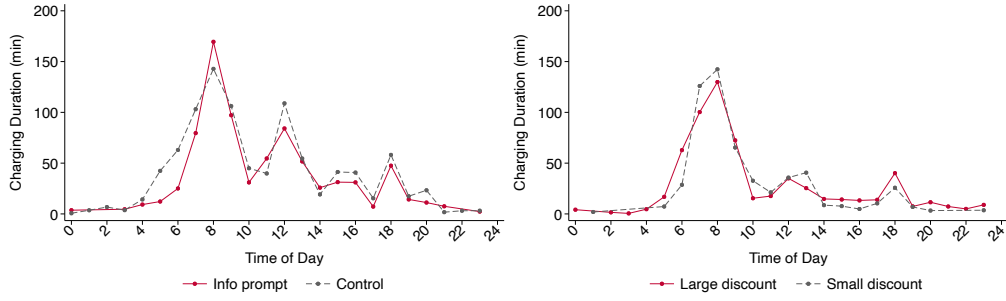 200
150
100
50
0
Charging Duration (min)
0 2 4 6 8 10 12 14 16 18 20 22 24
Time of Day
Info prompt Control
200
150
100
50
0
Charging Duration (min)
0 2 4 6 8 10 12 14 16 18 20 22 24
Time of Day
Large discount Small discount